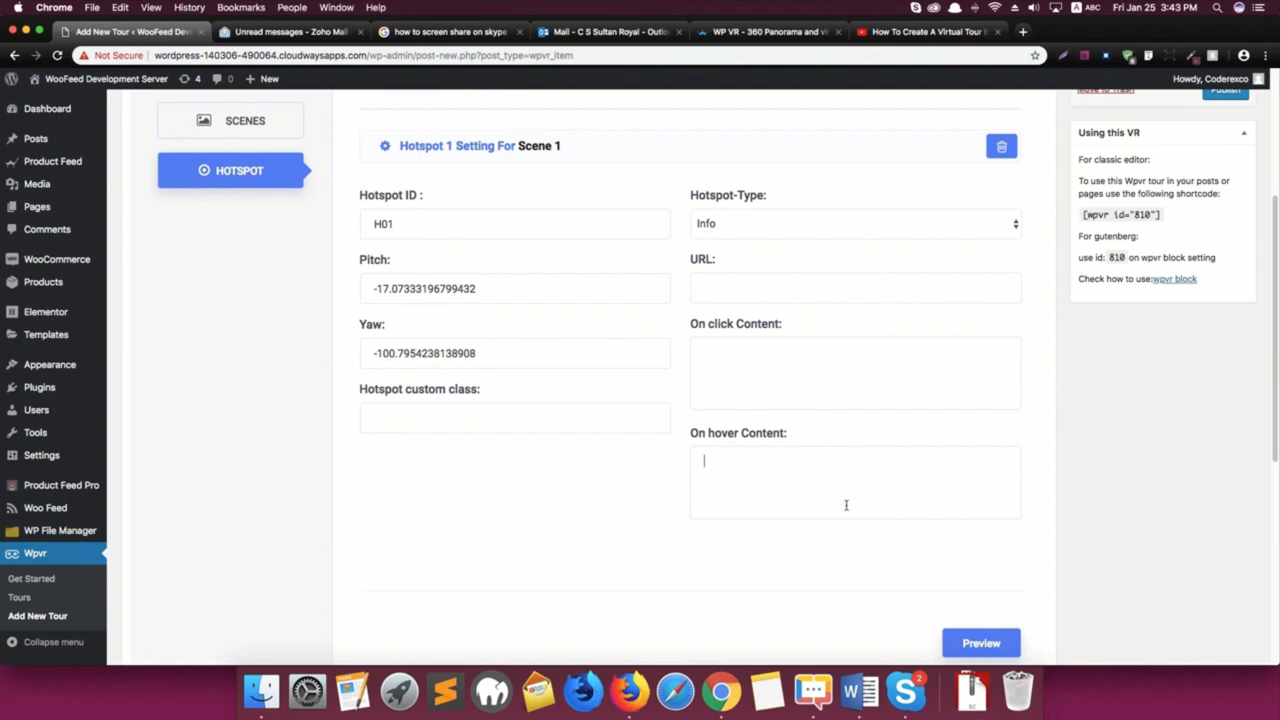 Chrome File Edit View History Bookmarks People Window Help
ABC Fri Jan 25 3:43 PM
Add New Tour < WooFeed Deve
Unread messages - Zoho Mail
how to screen share on skype
Mail - C S Sultan Royal - Outlo
WP VR - 360 Panorama and vi
How To Create A Virtual Tour I
Not Secure wordpress-140306-490064.cloudwaysapps.com/wp-admin/post-new.php?post_type=wpvr_item
WooFeed Development Server 4 0 New
Howdy, Coderexco
Dashboard
Posts
Product Feed
Media
Pages
Comments
WooCommerce
Products
Elementor
Templates
Appearance
Plugins
Users
Tools
Settings
Product Feed Pro
Woo Feed
WP File Manager
Wpvr
Get Started
Tours
Add New Tour
Collapse menu
SCENES
HOTSPOT
Hotspot 1 Setting For Scene 1
Hotspot ID :
H01
Pitch:
-17.07333196799432
Yaw:
-100.7954238138908
Hotspot custom class:
Hotspot-Type:
Info
URL:
On click Content:
On hover Content:
Preview
Move to Trash
Publish
Using this VR
For classic editor:
To use this Wpvr tour in your posts or
pages use the following shortcode:
[wpvr id="810"]
For gutenberg:
use id: 810 on wpvr block setting
Check how to use:wpvr block
2